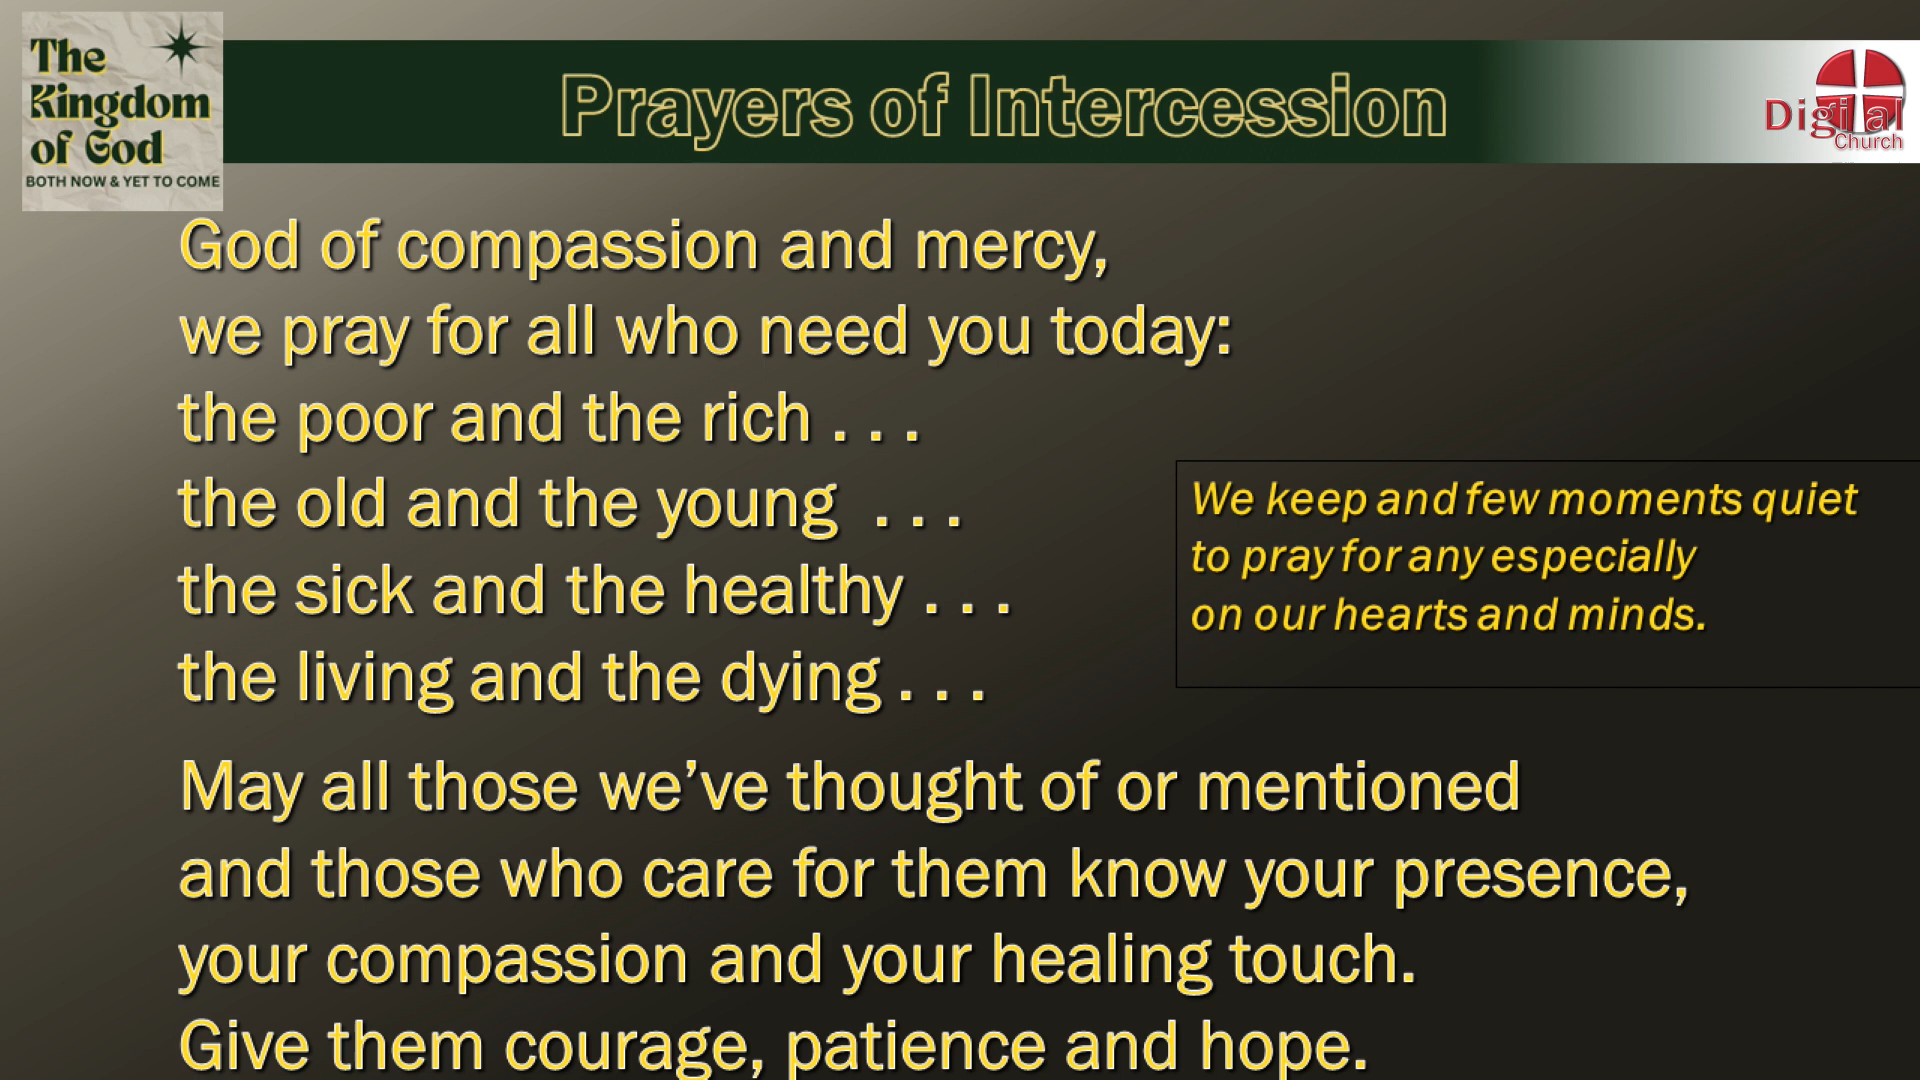 The
Kingdom
of God
BOTH NOW & YET TO COME
Prayers of Intercession
Digital
Church
God of compassion and mercy,
we pray for all who need you today:
the poor and the rich . . .
the old and the young  . . .
the sick and the healthy . . .
the living and the dying . . .
We keep and few moments quiet
to pray for any especially
on our hearts and minds.
May all those we’ve thought of or mentioned
and those who care for them know your presence,
your compassion and your healing touch.
Give them courage, patience and hope.